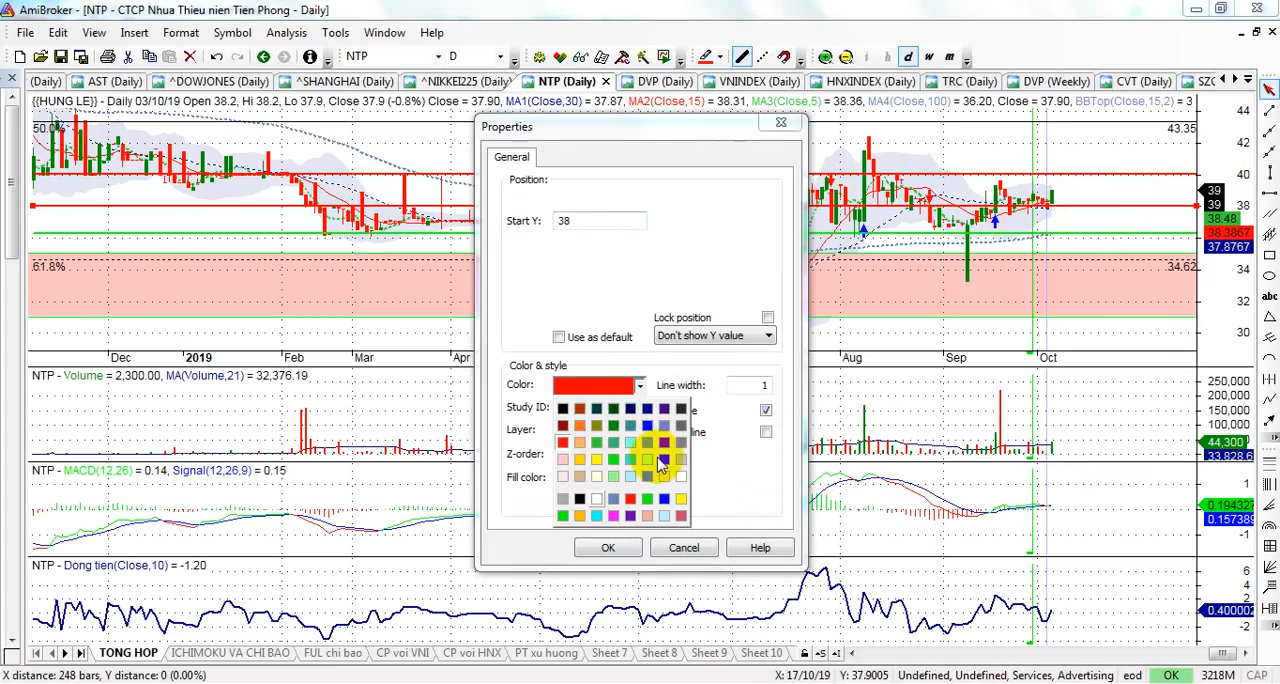 AmiBroker - [NTP - CTCP Nhua Thieu nien Tien Phong - Daily]
File Edit View Insert Format Symbol Analysis Tools Window Help
NTP D i h d w m
(Daily) AST (Daily) ^DOWJONES (Daily) ^SHANGHAI (Daily) ^NIKKEI225 (Daily) NTP (Daily) DVP (Daily) VNINDEX (Daily) HNXINDEX (Daily) TRC (Daily) DVP (Weekly) CVT (Daily) SZC
{{HUNG LE}} - Daily 03/10/19 Open 38.2, Hi 38.2, Lo 37.9, Close 37.9 (-0.8%) Close = 37.90, MA1(Close,30) = 37.87, MA2(Close,15) = 38.31, MA3(Close,5) = 38.36, MA4(Close,100) = 36.20, Close = 37.90, BBTop(Close,15,2) = 3
50.0%
43.35
61.8%
34.62
44
42
40
38
34
32
30
39
39
38.48
38.3867
37.8767
Dec 2019 Feb Mar Apr Aug Sep Oct
Properties
General
Position:
Start Y: 38
Lock position
Use as default Don't show Y value
Color & style
Color: Line width: 1
Study ID:
Layer:
Z-order:
Fill color:
OK Cancel Help
NTP - Volume = 2,300.00, MA(Volume,21) = 32,376.19
250,000
200,000
150,000
100,000
44,300
33,828.6
NTP - MACD(12,26) = 0.14, Signal(12,26,9) = 0.15
1
0.194327
0.157389
-1
NTP - Dong tien(Close,10) = -1.20
6
4
2
0.400002
-2
TONG HOP ICHIMOKU VA CHI BAO FUL chi bao CP voi VNI CP voi HNX PT xu huong Sheet 7 Sheet 8 Sheet 9 Sheet 10
X distance: 248 bars, Y distance: 0 (0.00%) X: 17/10/19 Y: 37.9005 Undefined, Undefined, Services, Advertising eod OK 3218M CAP